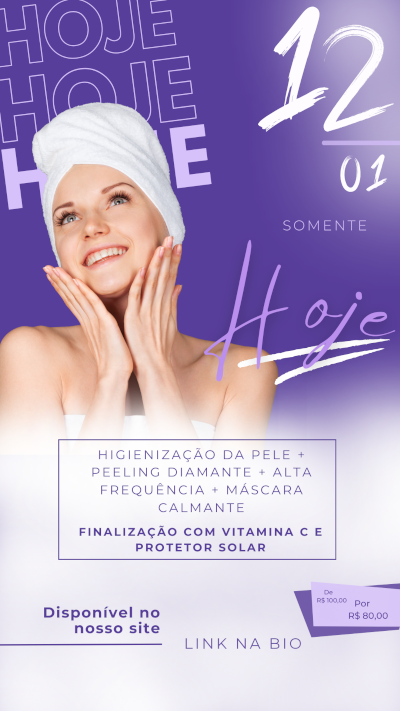 HOJE
HOJE
HOJE
12
01
SOMENTE
Hoje
HIGIENIZAÇÃO DA PELE +
PEELING DIAMANTE + ALTA
FREQUÊNCIA + MÁSCARA
CALMANTE
FINALIZAÇÃO COM VITAMINA C E
PROTETOR SOLAR
De
R$ 100,00
Por
R$ 80,00
Disponível no
nosso site
LINK NA BIO